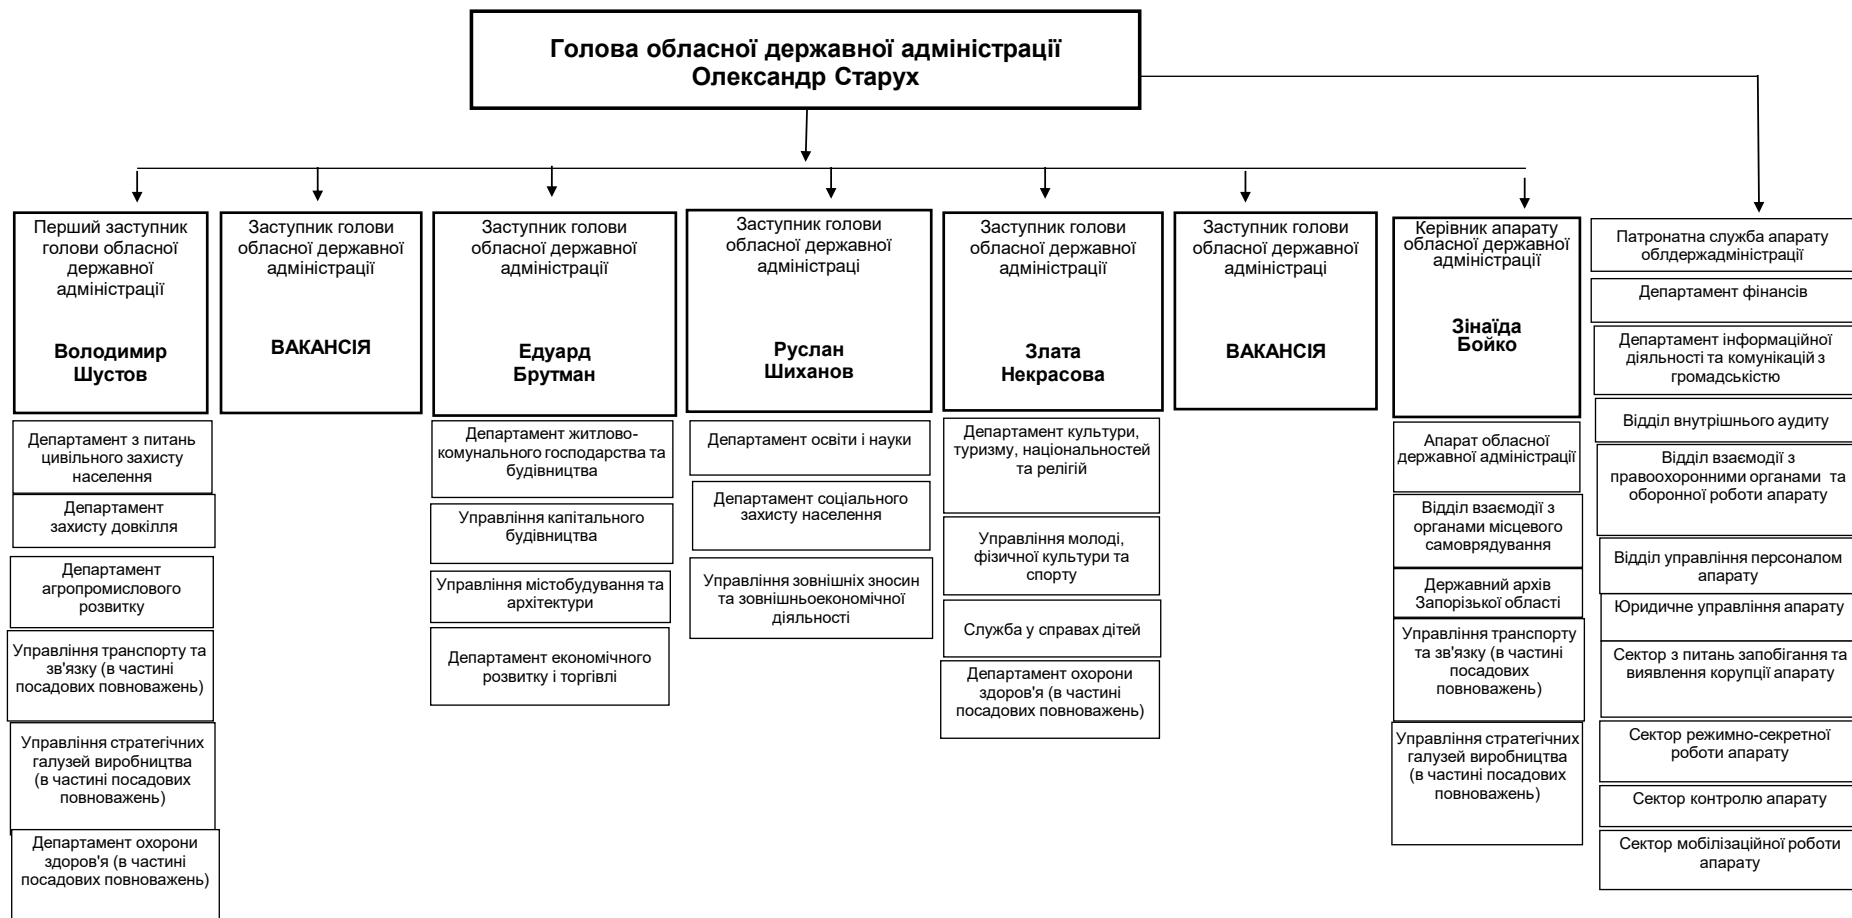 Голова обласної державної адміністрації
Олександр Старух
Перший заступник
голови обласної
державної
адміністрації
Володимир
Шустов
Заступник голови
обласної державної
адміністрації
ВАКАНСІЯ
Заступник голови
обласної державної
адміністрації
Едуард
Брутман
Заступник голови
обласної державної
адміністраці
Руслан
Шиханов
Заступник голови
обласної державної
адміністрації
Злата
Некрасова
Заступник голови
обласної державної
адміністраці
ВАКАНСІЯ
Керівник апарату
обласної державної
адміністрації
Зінаїда
Бойко
Департамент з питань
цивільного захисту
населення
Департамент
захисту довкілля
Департамент
агропромислового
розвитку
Управління транспорту та
зв'язку (в частині
посадових повноважень)
Управління стратегічних
галузей виробництва
(в частині посадових
повноважень)
Департамент охорони
здоров'я (в частині
посадових повноважень)
Департамент житлово-
комунального господарства та
будівництва
Управління капітального
будівництва
Управління містобудування та
архітектури
Департамент економічного
розвитку і торгівлі
Департамент освіти і науки
Департамент соціального
захисту населення
Управління зовнішніх зносин
та зовнішньоекономічної
діяльності
Департамент культури,
туризму, національностей
та релігій
Управління молоді,
фізичної культури та
спорту
Служба у справах дітей
Департамент охорони
здоров'я (в частині
посадових повноважень)
Апарат обласної
державної адміністрації
Відділ взаємодії з
органами місцевого
самоврядування
Державний архів
Запорізької області
Управління транспорту
та зв'язку (в частині
посадових
повноважень)
Управління стратегічних
галузей виробництва
(в частині посадових
повноважень)
Патронатна служба апарату
облдержадміністрації
Департамент фінансів
Департамент інформаційної
діяльності та комунікацій з
громадськістю
Відділ внутрішнього аудиту
Відділ взаємодії з
правоохоронними органами та
оборонної роботи апарату
Відділ управління персоналом
апарату
Юридичне управління апарату
Сектор з питань запобігання та
виявлення корупції апарату
Сектор режимно-секретної
роботи апарату
Сектор контролю апарату
Сектор мобілізаційної роботи
апарату